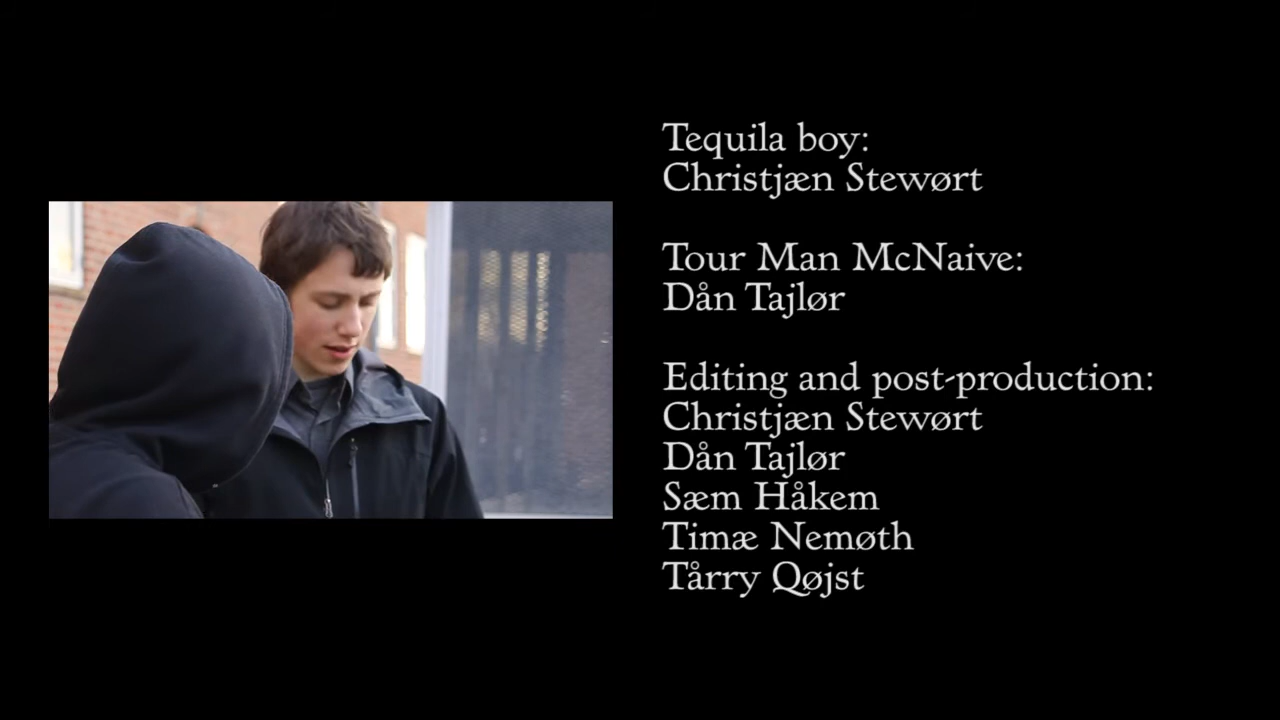 Tequila boy:
Christjæn Stewørt
Tour Man McNaive:
Dån Tajlør
Editing and post-production:
Christjæn Stewørt
Dån Tajlør
Sæm Håkem
Timæ Nemøth
Tårry Qøjst